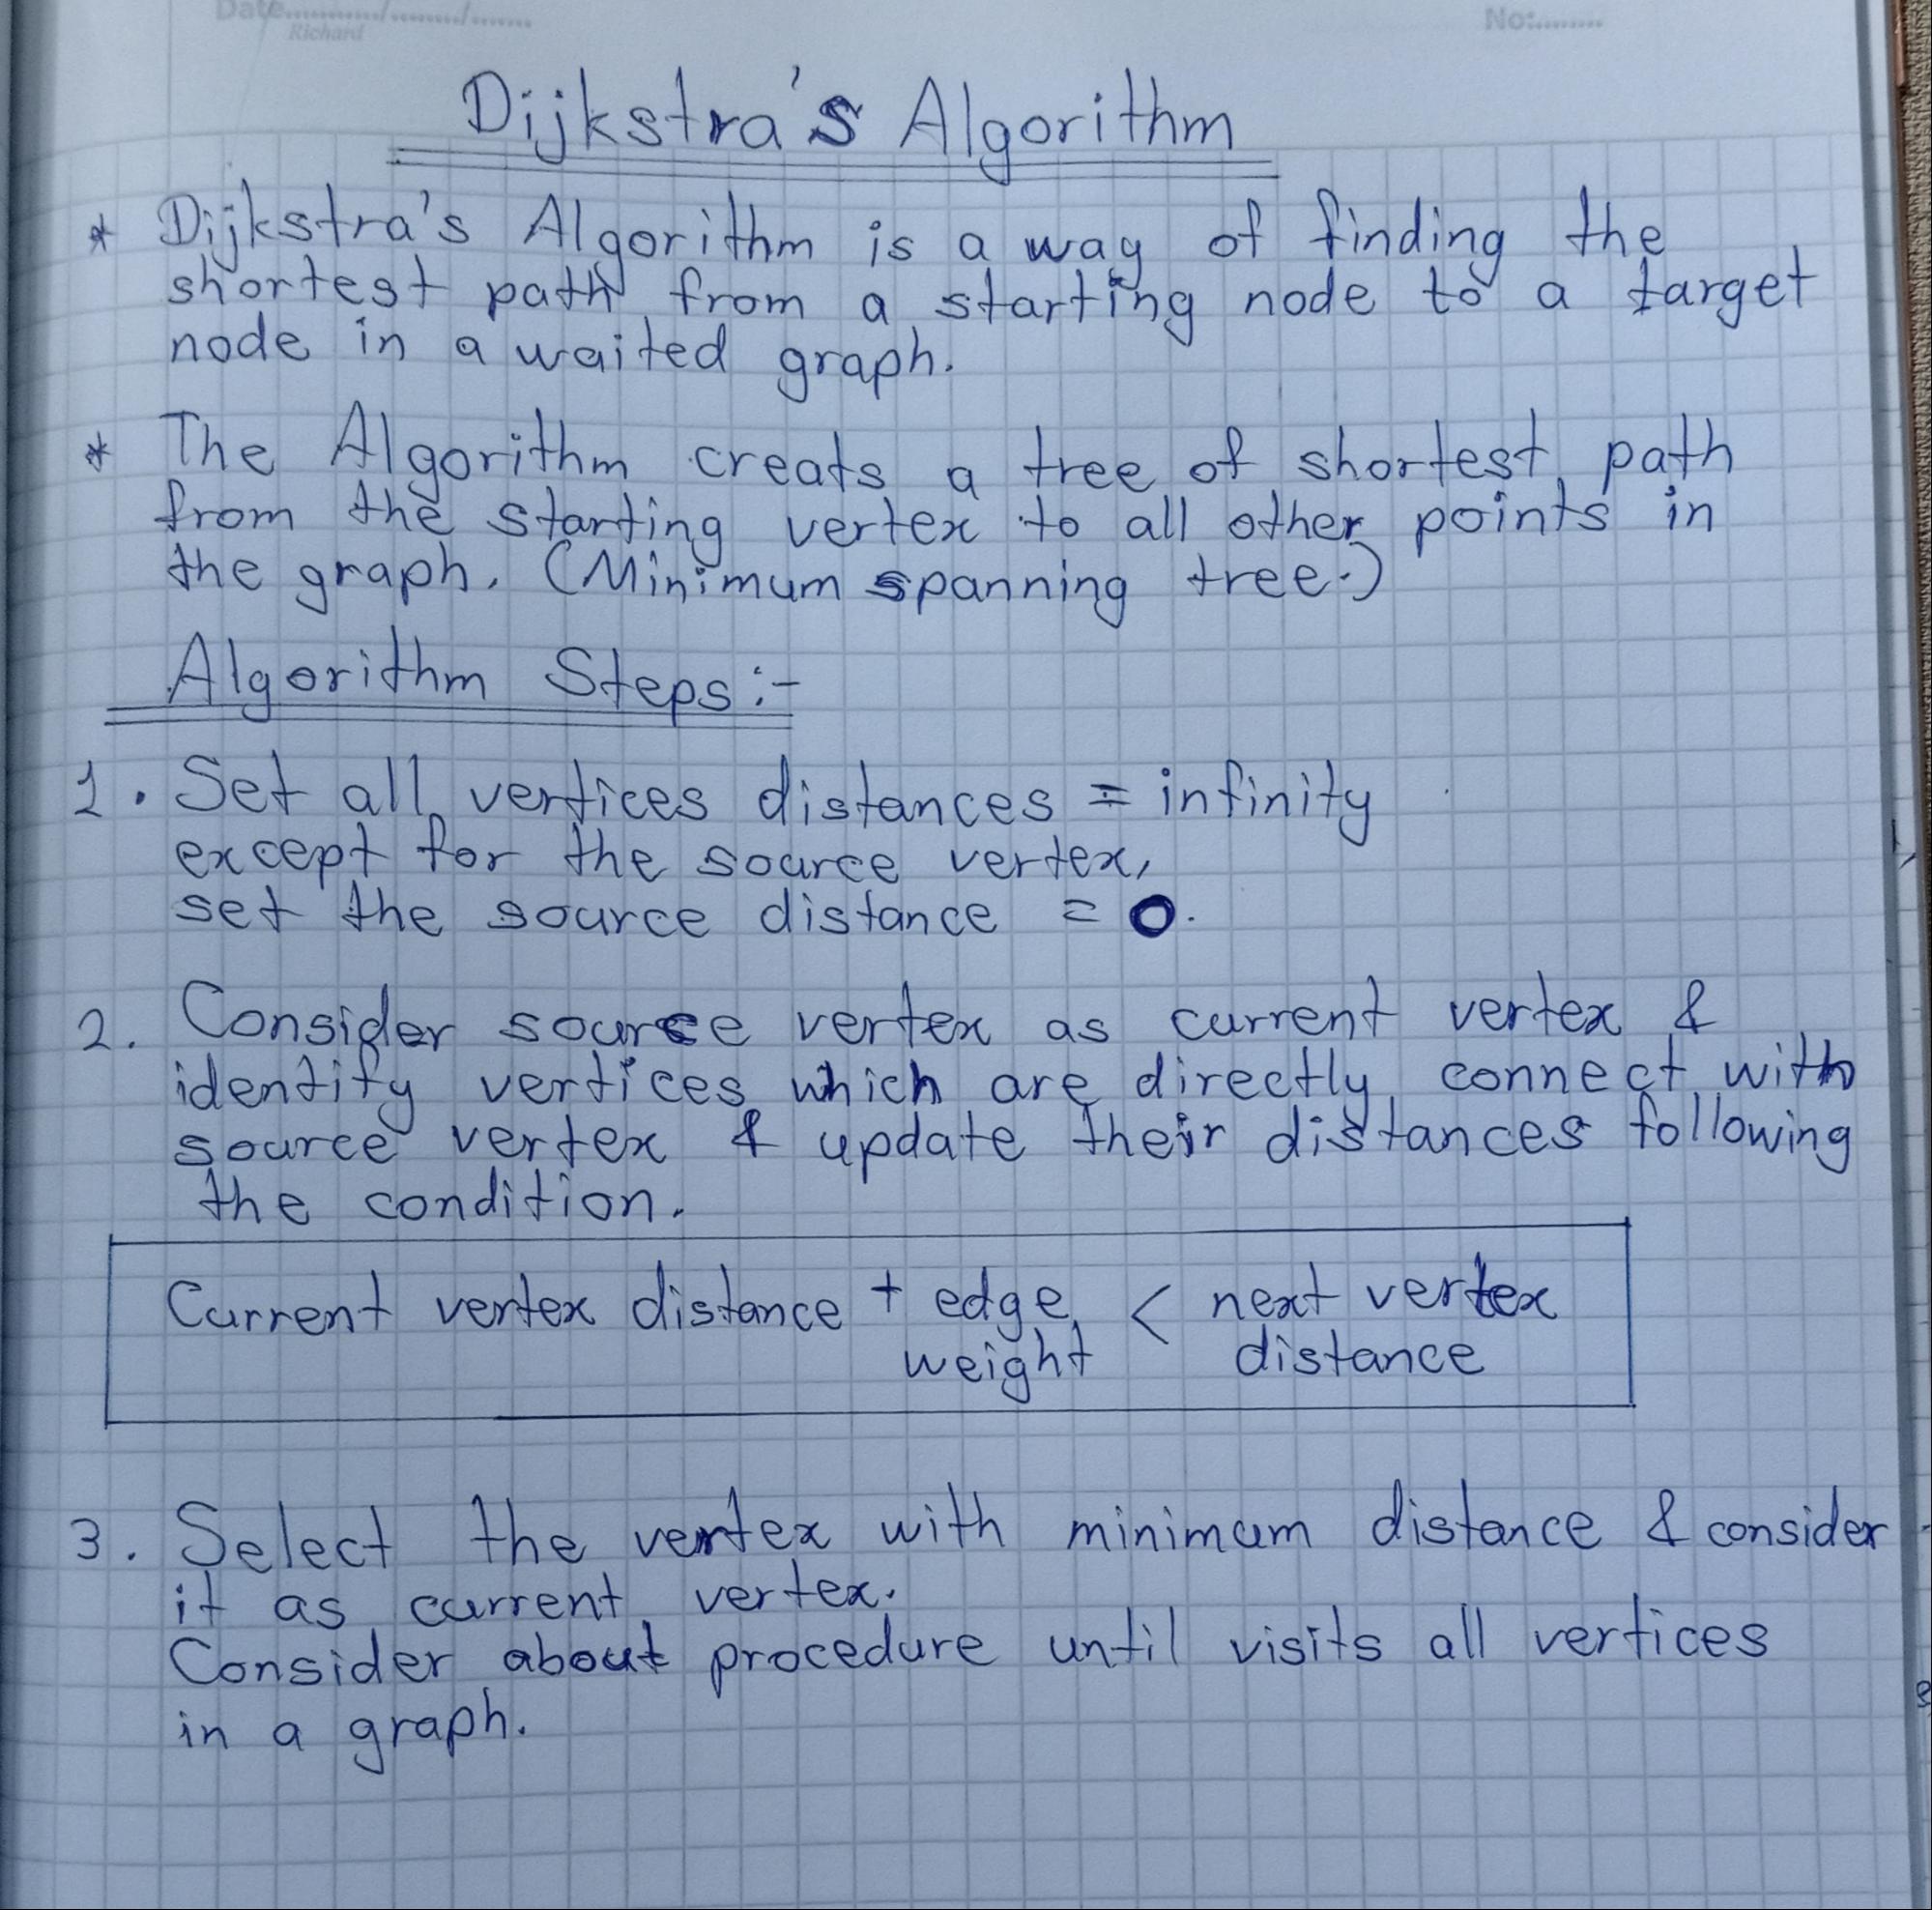 Date........../......../.......
Richard
No:........
Dijkstra's Algorithm
* Dijkstra's Algorithm is a way of finding the
shortest path from a starting node to a target
node in a waited graph.
* The Algorithm creats a tree of shortest path
from the starting vertex to all other points in
the graph. (Minimum spanning tree.)
Algorithm Steps :-
1. Set all vertices distances = infinity
except for the source vertex,
set the source distance = 0.
2. Consider source vertex as current vertex &
identify vertices which are directly connect with
source vertex & update their distances following
the condition.
Current vertex distance + edge < next vertex
weight distance
3. Select the vertex with minimum distance & consider
it as current vertex.
Consider about procedure until visits all vertices
in a graph.